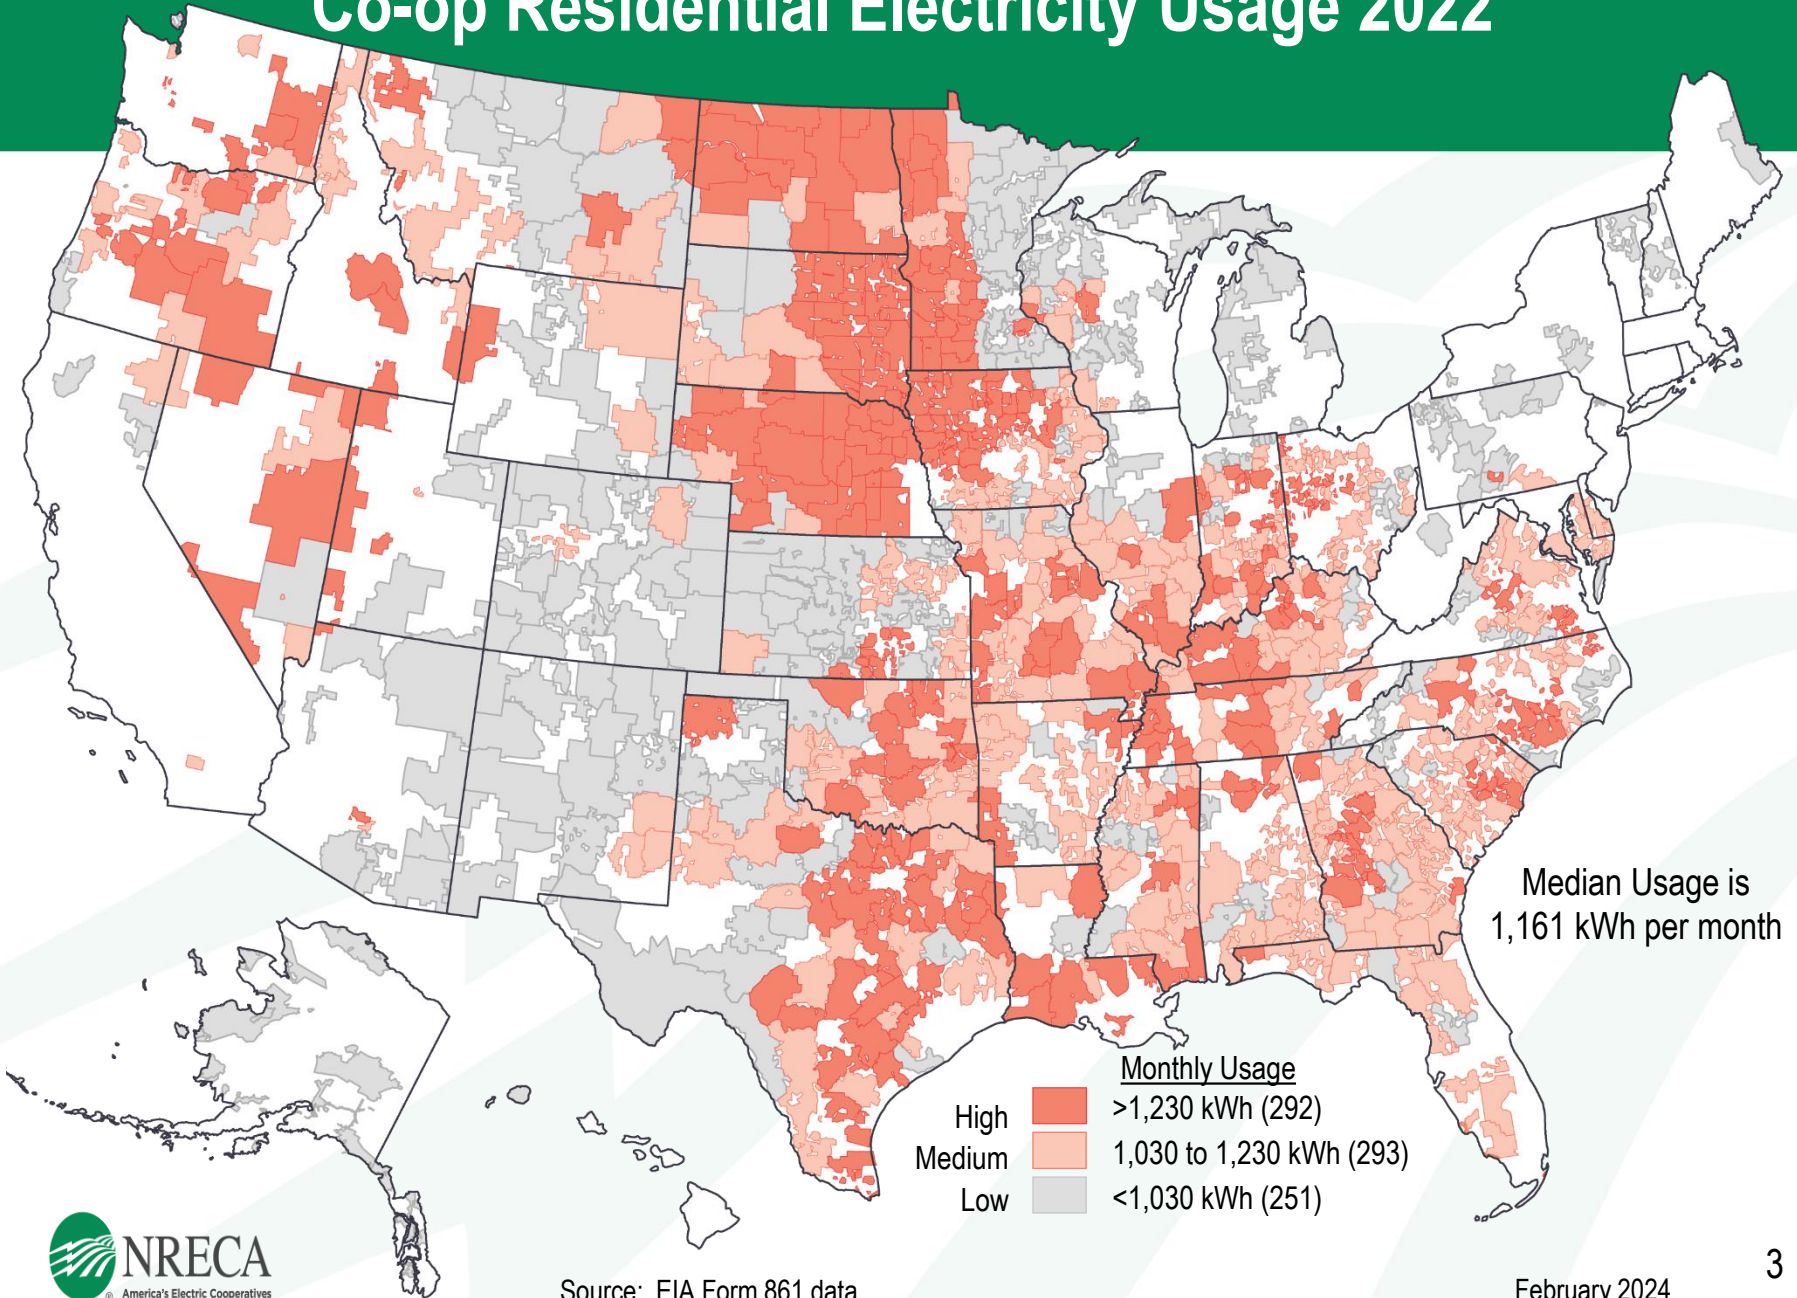 Co-op Residential Electricity Usage 2022
Median Usage is
1,161 kWh per month
Monthly Usage
High >1,230 kWh (292)
Medium 1,030 to 1,230 kWh (293)
Low <1,030 kWh (251)
NRECA
America's Electric Cooperatives
®
Source: EIA Form 861 data
February 2024
3